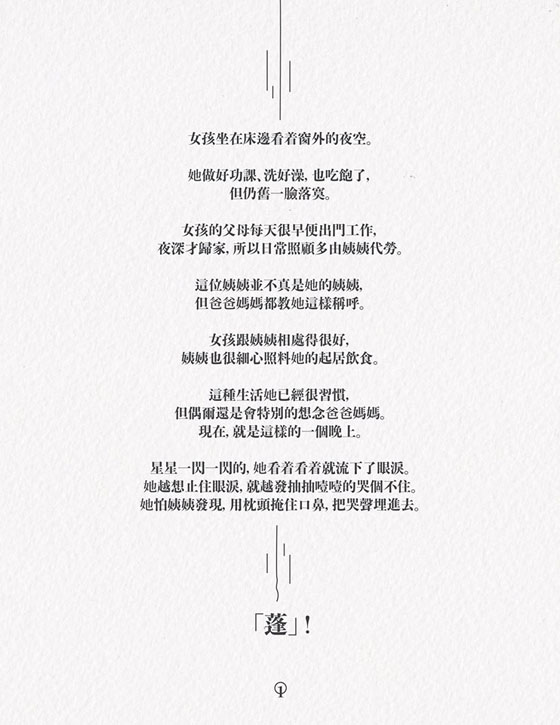 女孩坐在床邊看着窗外的夜空。
她做好功課、洗好澡, 也吃飽了,
但仍舊一臉落寞。
女孩的父母每天很早便出門工作,
夜深才歸家, 所以日常照顧多由姨姨代勞。
這位姨姨並不真是她的姨姨,
但爸爸媽媽都教她這樣稱呼。
女孩跟姨姨相處得很好,
姨姨也很細心照料她的起居飲食。
這種生活她已經很習慣,
但偶爾還是會特別的想念爸爸媽媽。
現在, 就是這樣的一個晚上。
星星一閃一閃的, 她看着看着就流下了眼淚。
她越想止住眼淚, 就越發抽抽噎噎的哭個不住。
她怕姨姨發現, 用枕頭掩住口鼻, 把哭聲埋進去。
「蓬」!
1